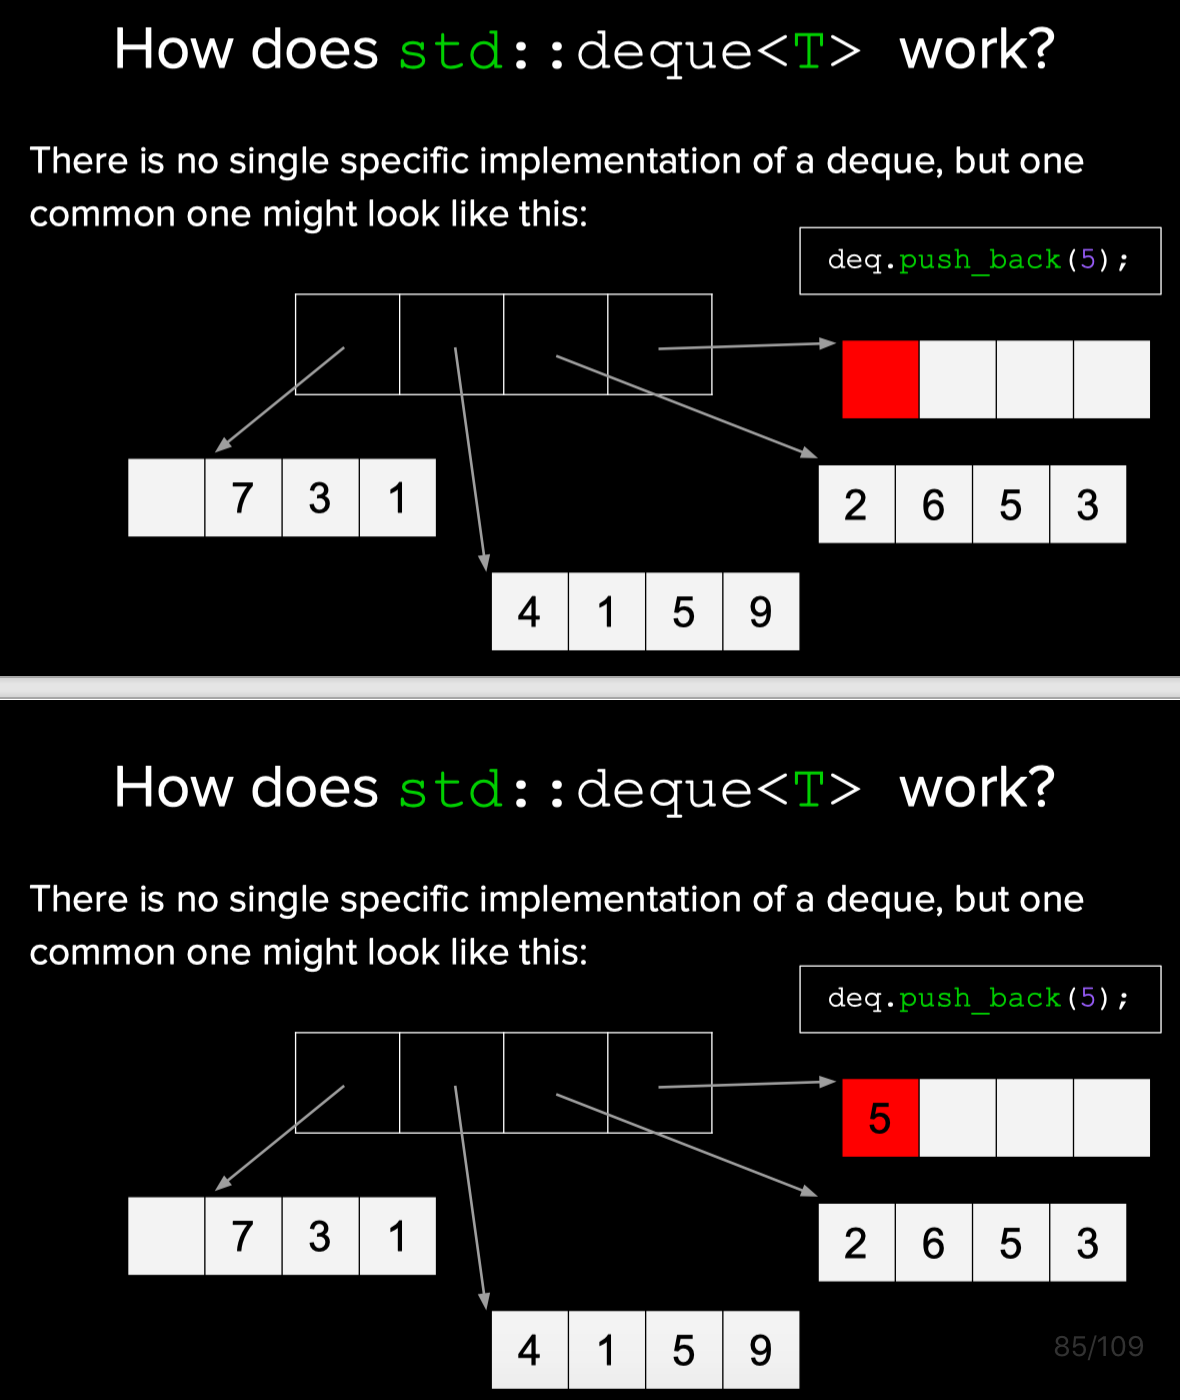 How does std::deque<T> work?
There is no single specific implementation of a deque, but one
common one might look like this:
deq.push_back(5);
7 3 1
2 6 5 3
4 1 5 9
How does std::deque<T> work?
There is no single specific implementation of a deque, but one
common one might look like this:
deq.push_back(5);
5
7 3 1
2 6 5 3
4 1 5 9
85/109